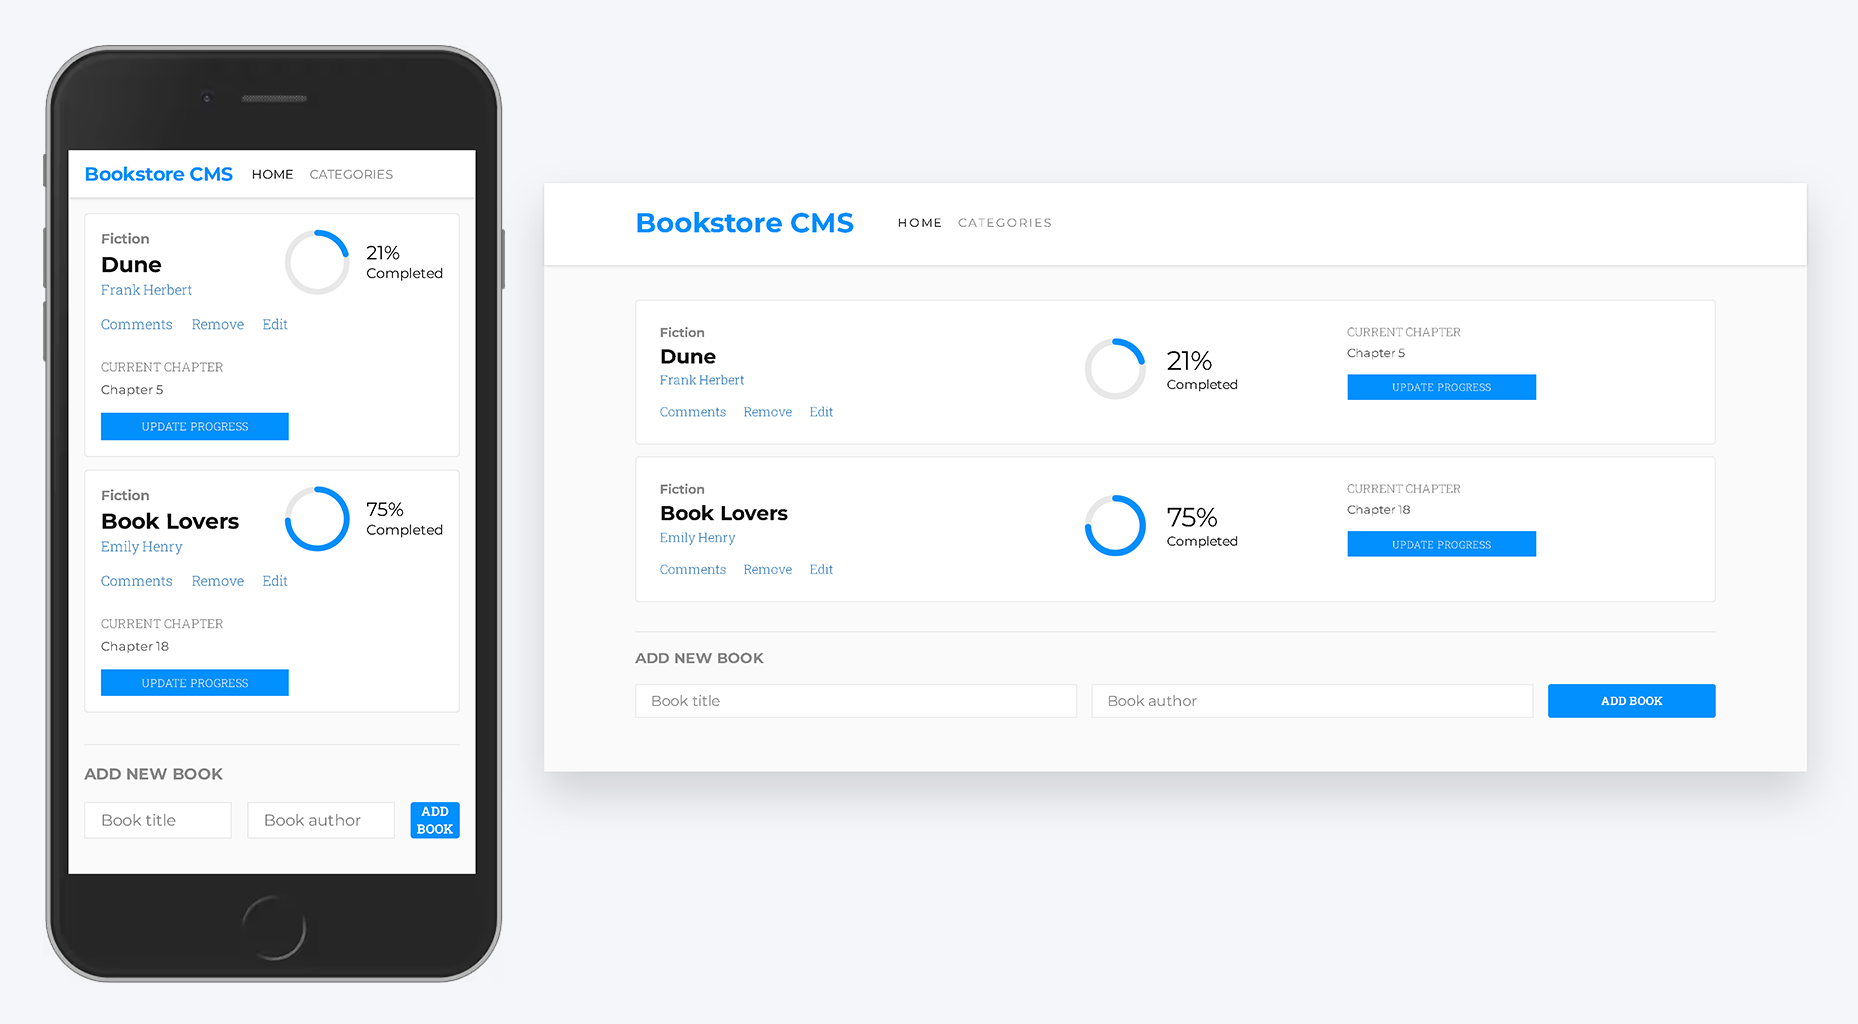 Bookstore CMS HOME CATEGORIES
Fiction
Dune
Frank Herbert
21%
Completed
Comments Remove Edit
CURRENT CHAPTER
Chapter 5
UPDATE PROGRESS
Fiction
Book Lovers
Emily Henry
75%
Completed
Comments Remove Edit
CURRENT CHAPTER
Chapter 18
UPDATE PROGRESS
ADD NEW BOOK
Book title Book author ADD
BOOK
Bookstore CMS HOME CATEGORIES
Fiction
Dune
Frank Herbert
Comments Remove Edit
21%
Completed
CURRENT CHAPTER
Chapter 5
UPDATE PROGRESS
Fiction
Book Lovers
Emily Henry
Comments Remove Edit
75%
Completed
CURRENT CHAPTER
Chapter 18
UPDATE PROGRESS
ADD NEW BOOK
Book title Book author ADD BOOK